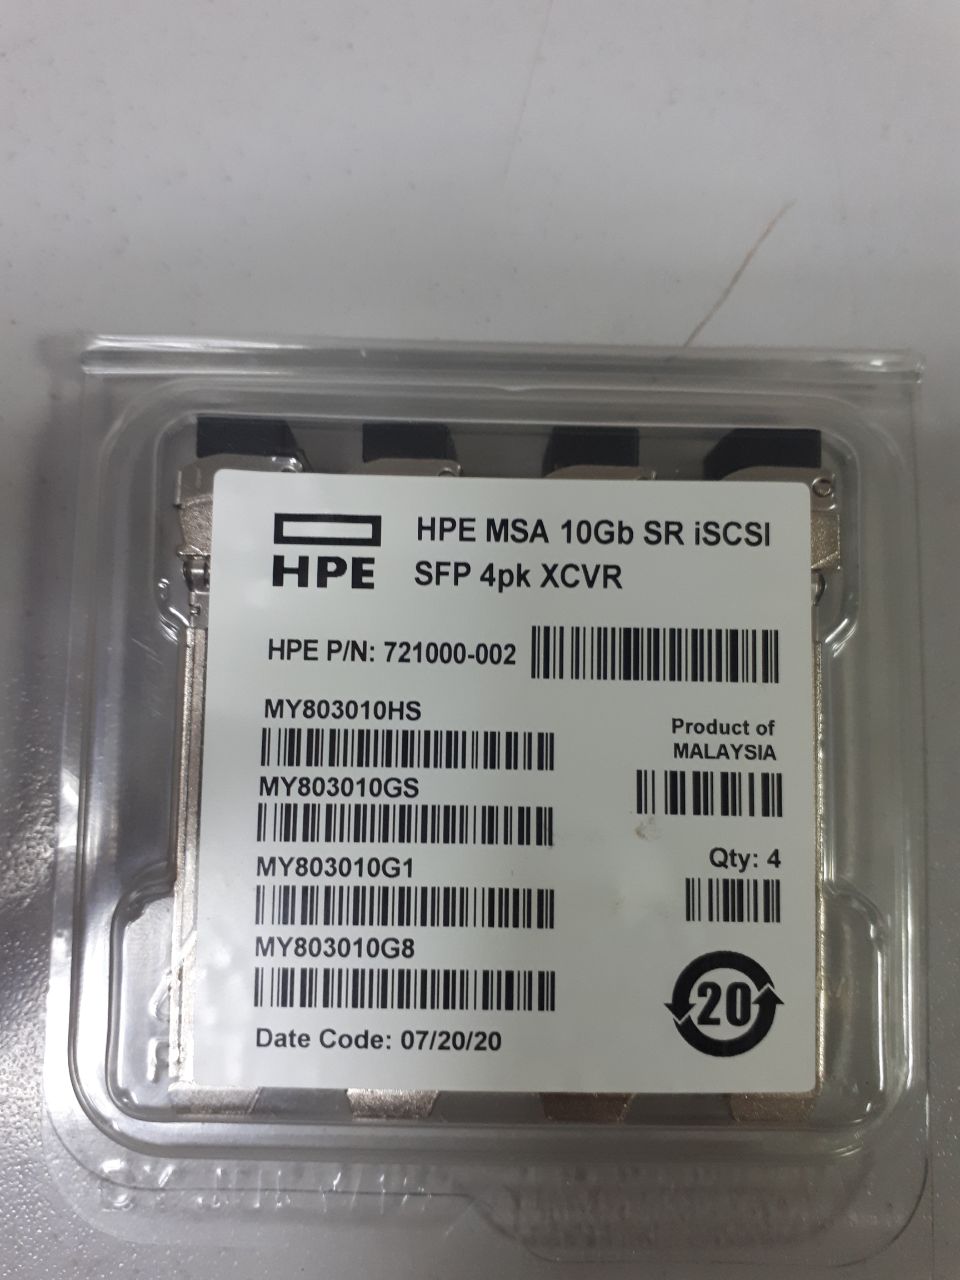 HPE MSA 10Gb SR iSCSI
SFP 4pk XCVR
HPE
HPE P/N: 721000-002
MY803010HS
Product of
MALAYSIA
MY803010GS
MY803010G1
Qty: 4
MY803010G8
20
Date Code: 07/20/20